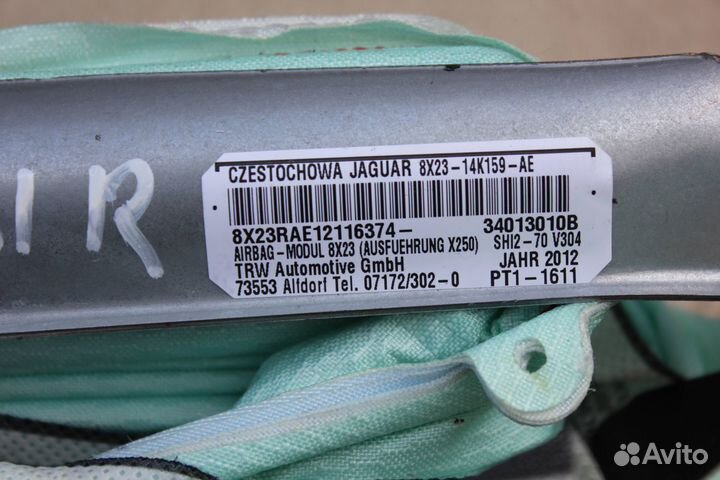 CZESTOCHOWA JAGUAR 8X23-14K159-AE
8X23RAE12116374- 34013010B
AIRBAG-MODUL 8X23 (AUSFUEHRUNG X250) SHI2-70 V304
TRW Automotive GmbH JAHR 2012
73553 Alfdorf Tel. 07172/302-0 PT1-1611
IR
Avito